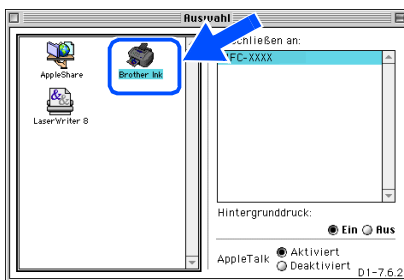 Auswahl
schließen an:
AppleShare
Brother Ink
FC-XXXX
LaserWriter 8
Hintergrunddruck:
Ein Aus
AppleTalk
Aktiviert
Deaktiviert
D1-7.6.2